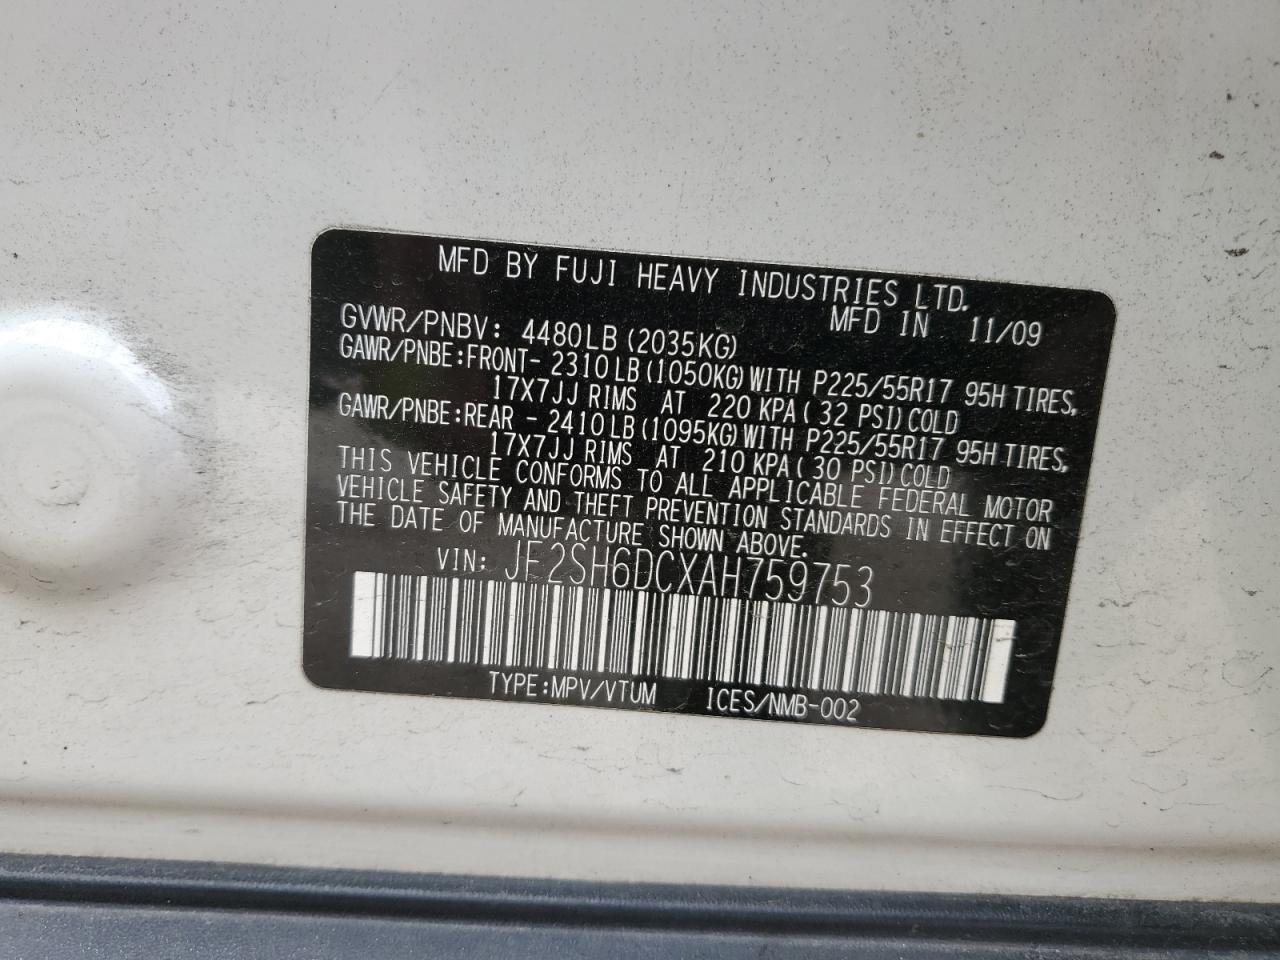 MFD BY FUJI HEAVY INDUSTRIES LTD.
MFD IN 11/09
GVWR/PNBV: 4480LB (2035KG)
GAWR/PNBE:FRONT- 2310LB(1050KG)WITH P225/55R17 95H TIRES,
17X7JJ RIMS AT 220 KPA( 32 PSI)COLD
GAWR/PNBE:REAR - 2410LB(1095KG)WITH P225/55R17 95H TIRES,
17X7JJ RIMS AT 210 KPA( 30 PSI)COLD
THIS VEHICLE CONFORMS TO ALL APPLICABLE FEDERAL MOTOR
VEHICLE SAFETY AND THEFT PREVENTION STANDARDS IN EFFECT ON
THE DATE OF MANUFACTURE SHOWN ABOVE.
VIN: JF2SH6DCXAH759753
TYPE:MPV/VTUM ICES/NMB-002